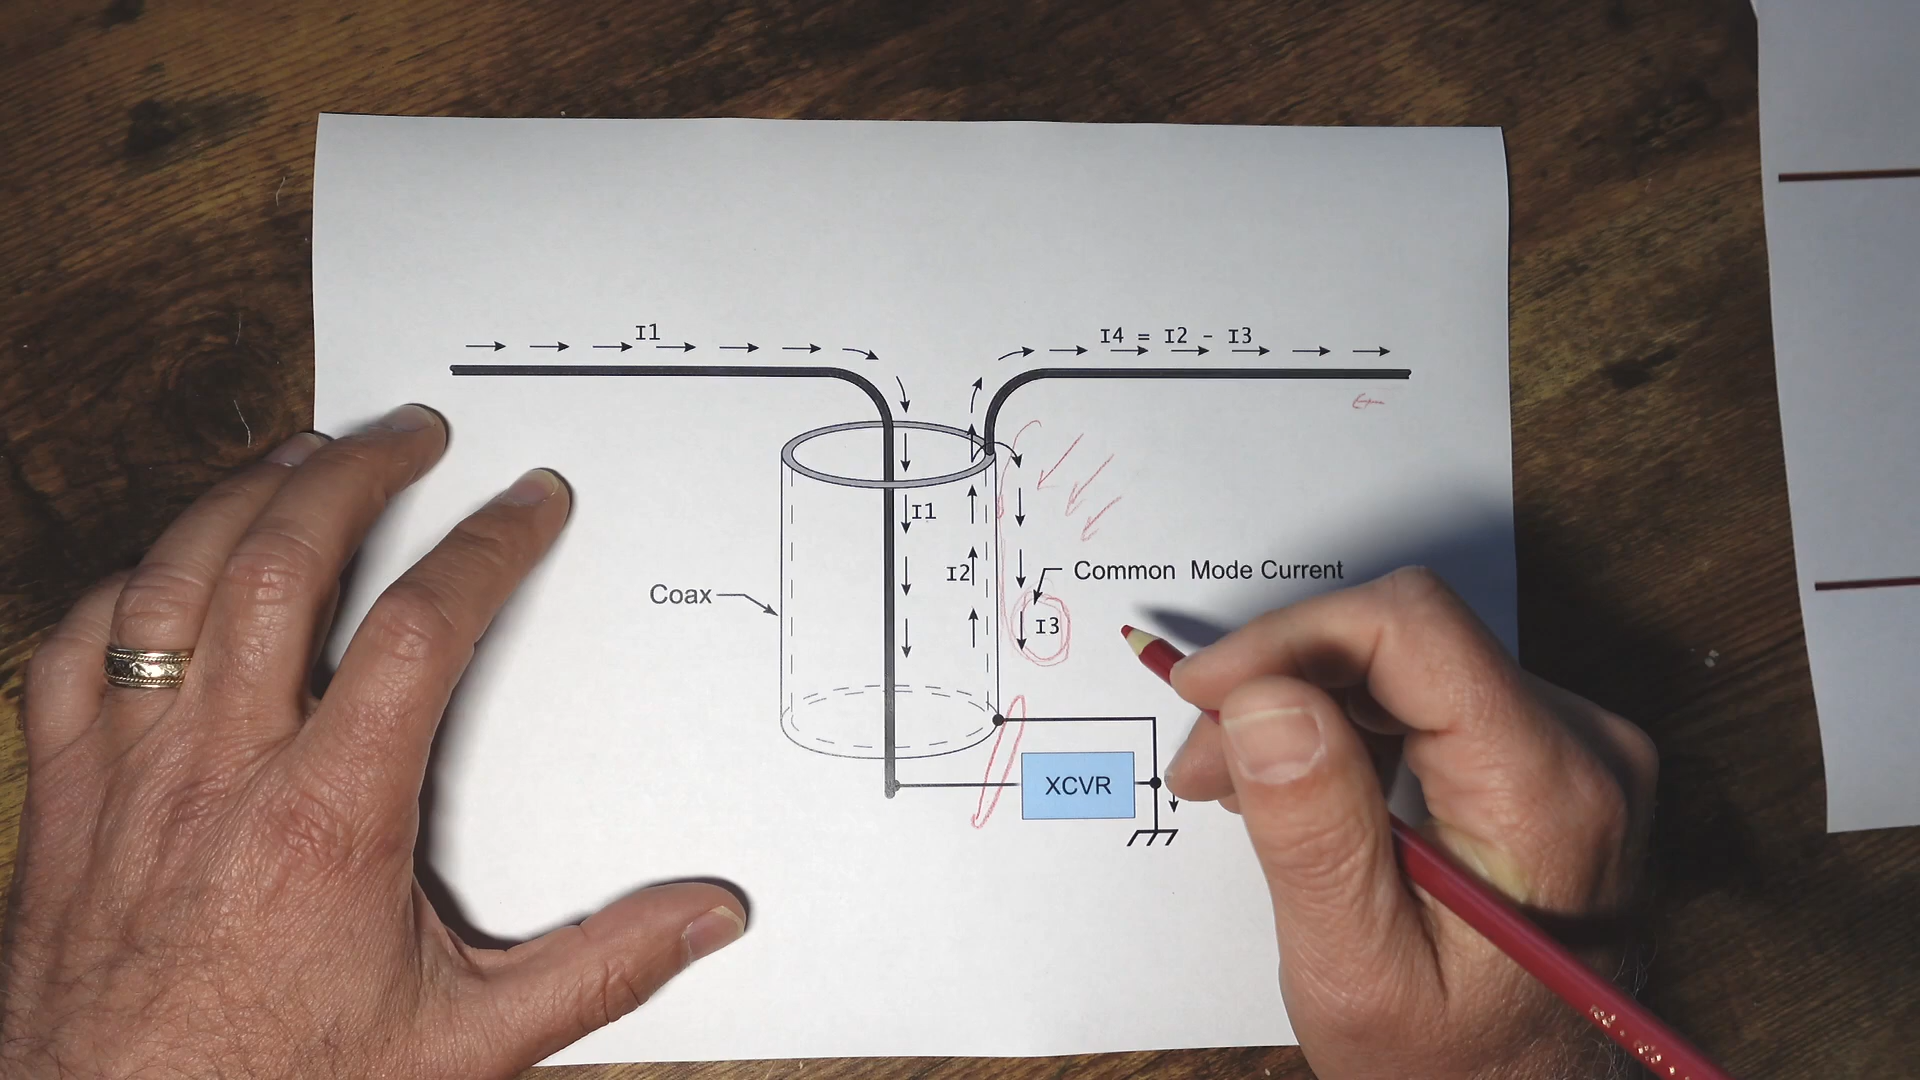 I1
I4 = I2 - I3
I1
I2
Common Mode Current
Coax
I3
XCVR